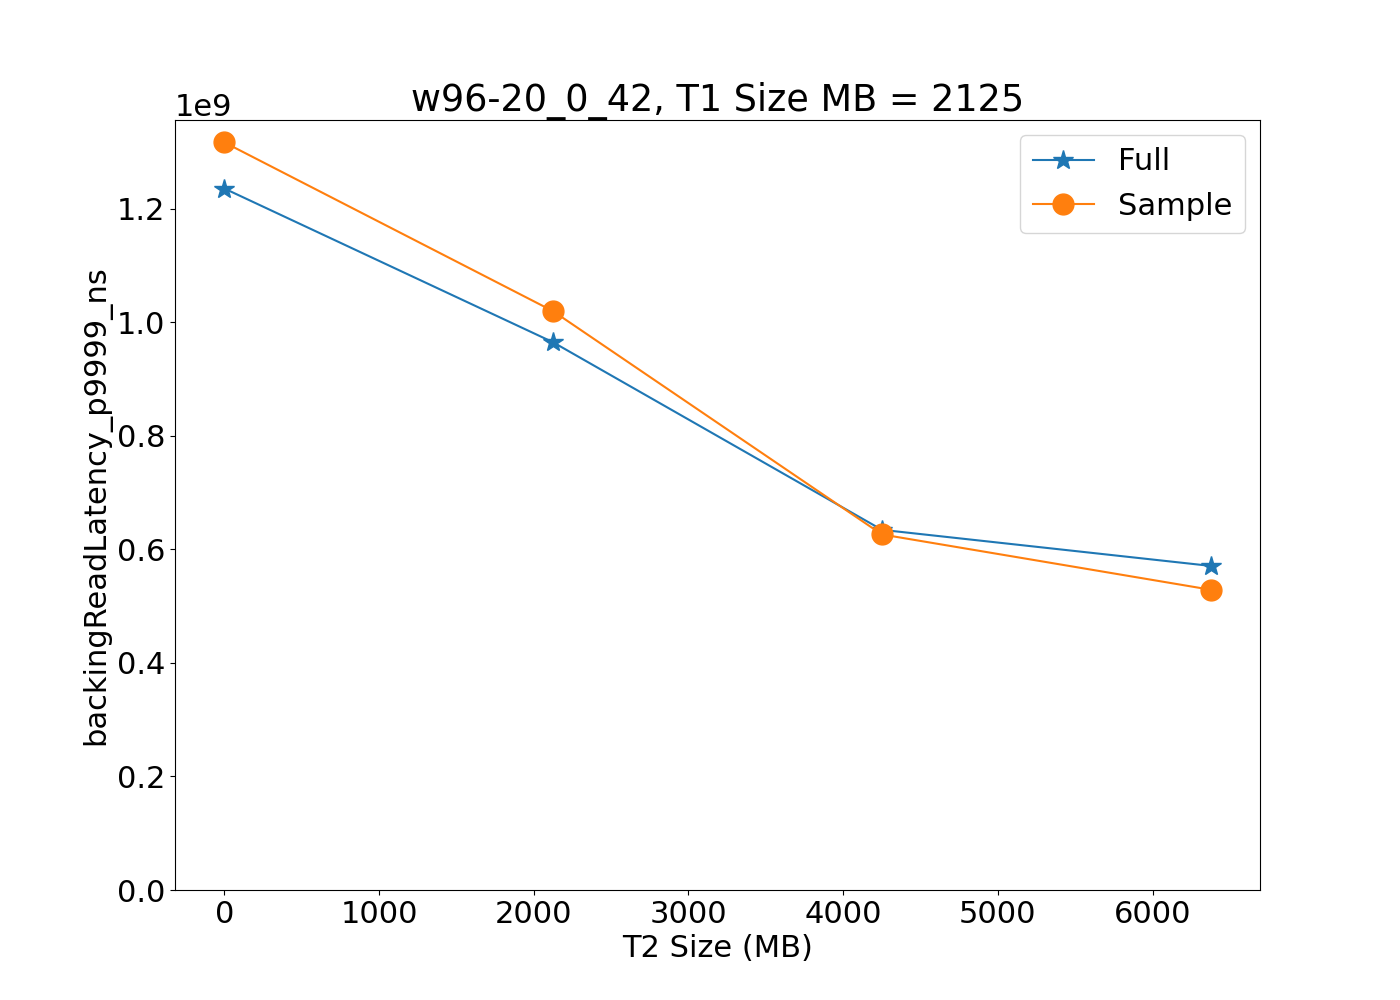 w96-20_0_42, T1 Size MB = 2125
1e9
Full
Sample
1.2
1.0
0.8
0.6
0.4
0.2
0.0
backingReadLatency_p9999_ns
0 1000 2000 3000 4000 5000 6000
T2 Size (MB)